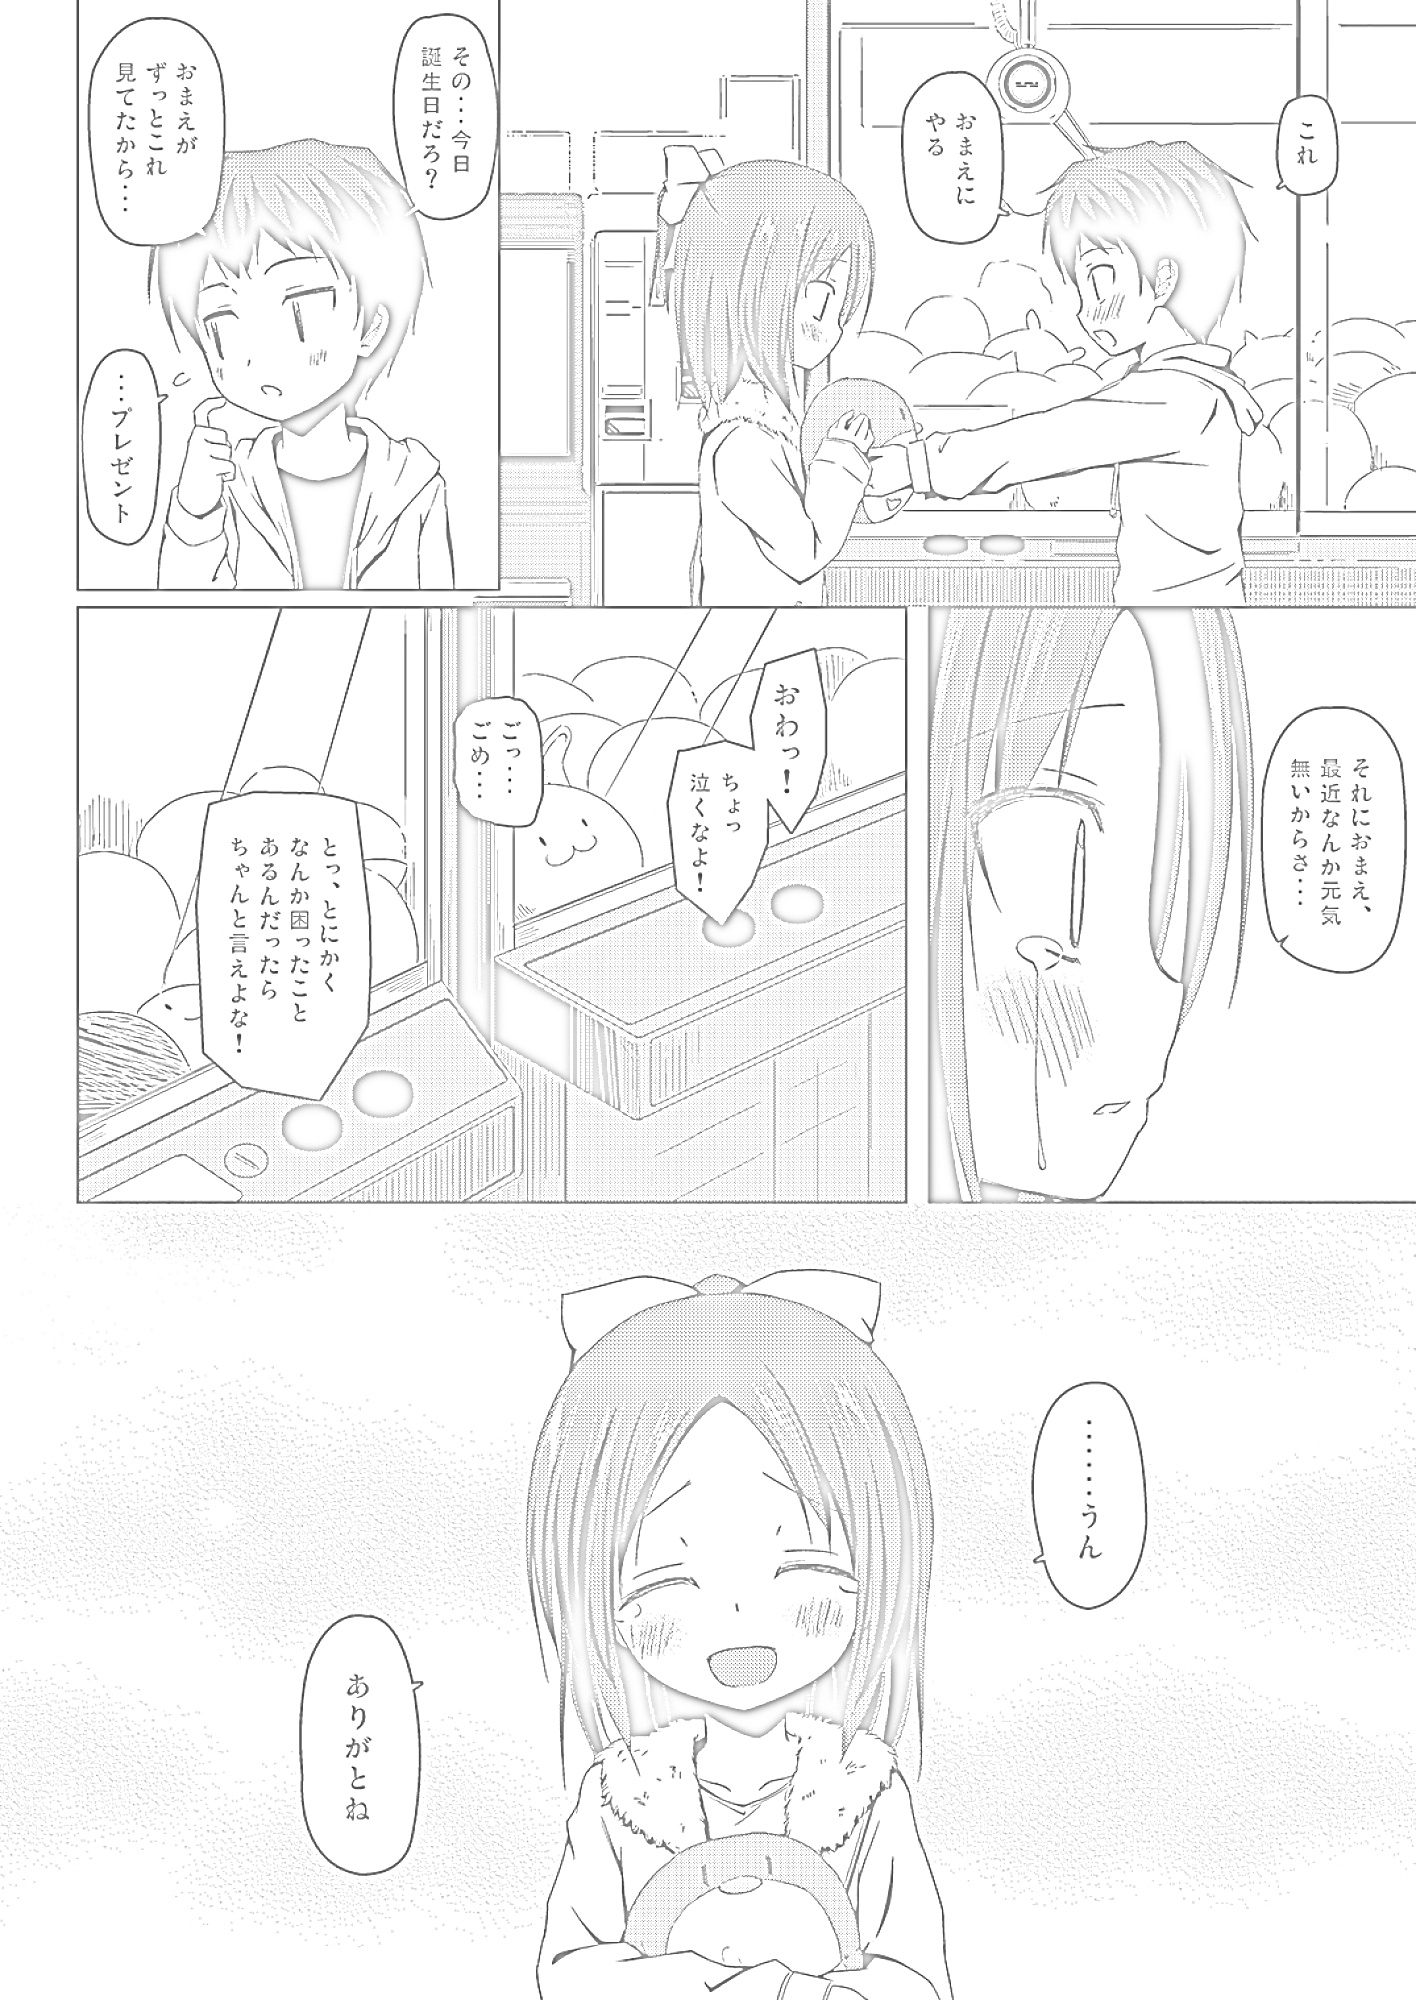 これ
おまえに
やる
その・・・今日
誕生日だろ？
おまえが
ずっとこれ
見てたから・・・
・・・プレゼント
それにおまえ、
最近なんか元気
無いからさ・・・
おわっ！
ちょっ
泣くなよ！
ごっ・・・
ごめ・・・
とっ、とにかく
なんか困ったこと
あるんだったら
ちゃんと言えよな！
・・・・・・うん
ありがとね